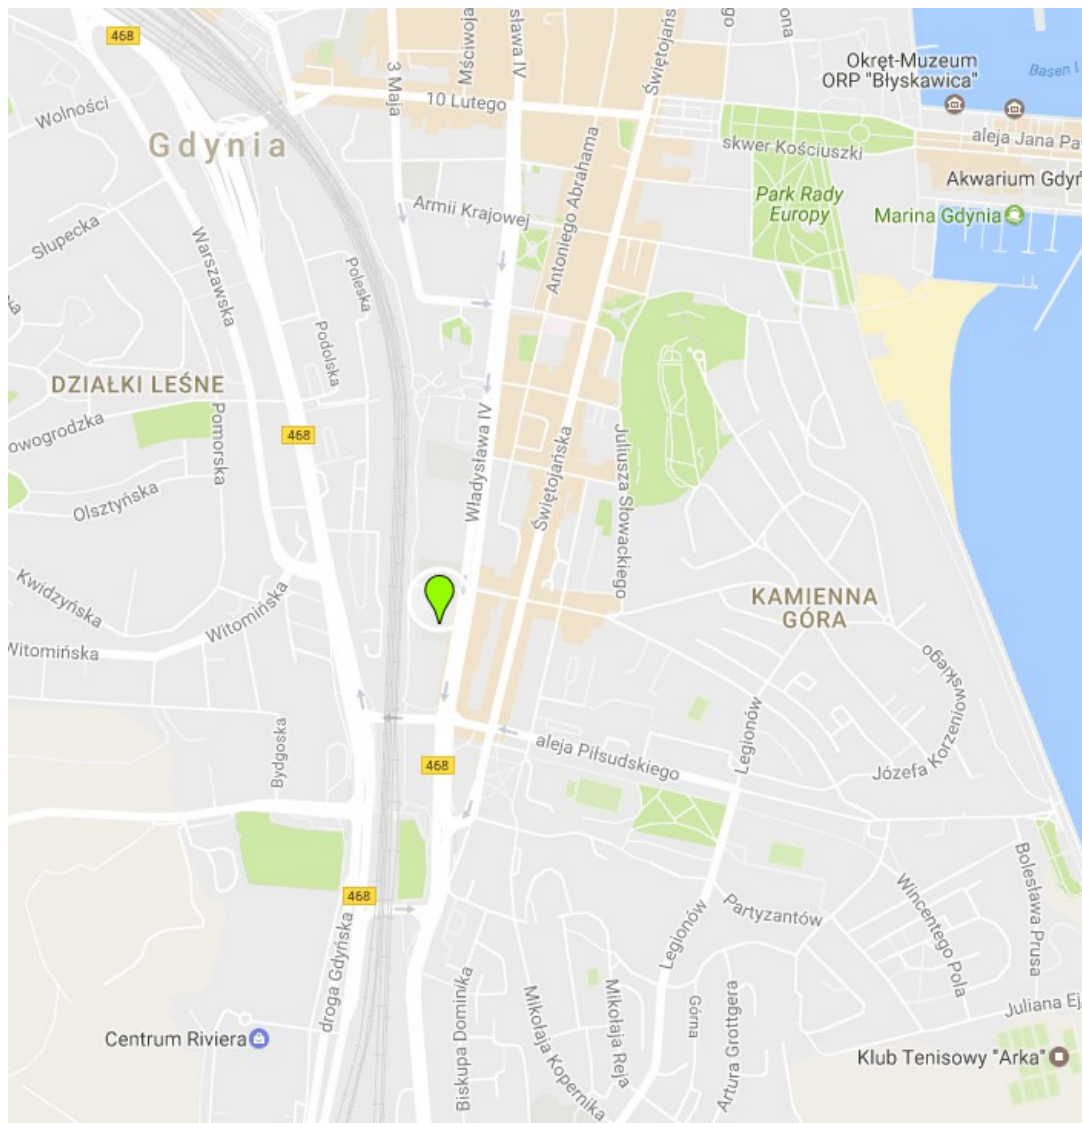 468
Mściwoja
sława IV
Świętojańs
ona
Okręt-Muzeum
ORP "Błyskawica"
Basen I
3 Maja
10 Lutego
Wolności
Gdynia
Antoniego Abrahama
skwer Kościuszki
aleja Jana Pa
Akwarium Gdyń
Park Rady
Europy
Marina Gdynia
Armii Krajowej
Słupecka
Warszawska
Poleska
Podolska
DZIAŁKI LEŚNE
owogrodzka
Pomorska
468
Władysława IV
Świętojańska
Juliusza Słowackiego
Olsztyńska
Kwidzyńska
Witomińska
Witomińska
KAMIENNA
GÓRA
Józefa Korzeniowskiego
Bydgoska
468
aleja Piłsudskiego
Legionów
468
Partyzantów
Wincentego Pola
Bolesława Prusa
droga Gdyńska
Biskupa Dominika
Mikołaja Kopernika
Mikołaja Reja
Legionów
Górna
Artura Grottgera
Juliana Ej
Centrum Riviera
Klub Tenisowy "Arka"